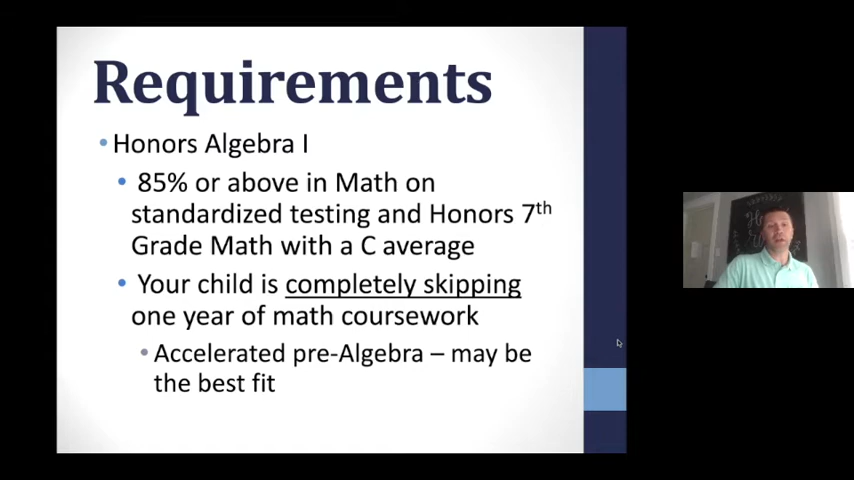 Requirements
• Honors Algebra I
• 85% or above in Math on
standardized testing and Honors 7th
Grade Math with a C average
• Your child is completely skipping
one year of math coursework
• Accelerated pre-Algebra – may be
the best fit